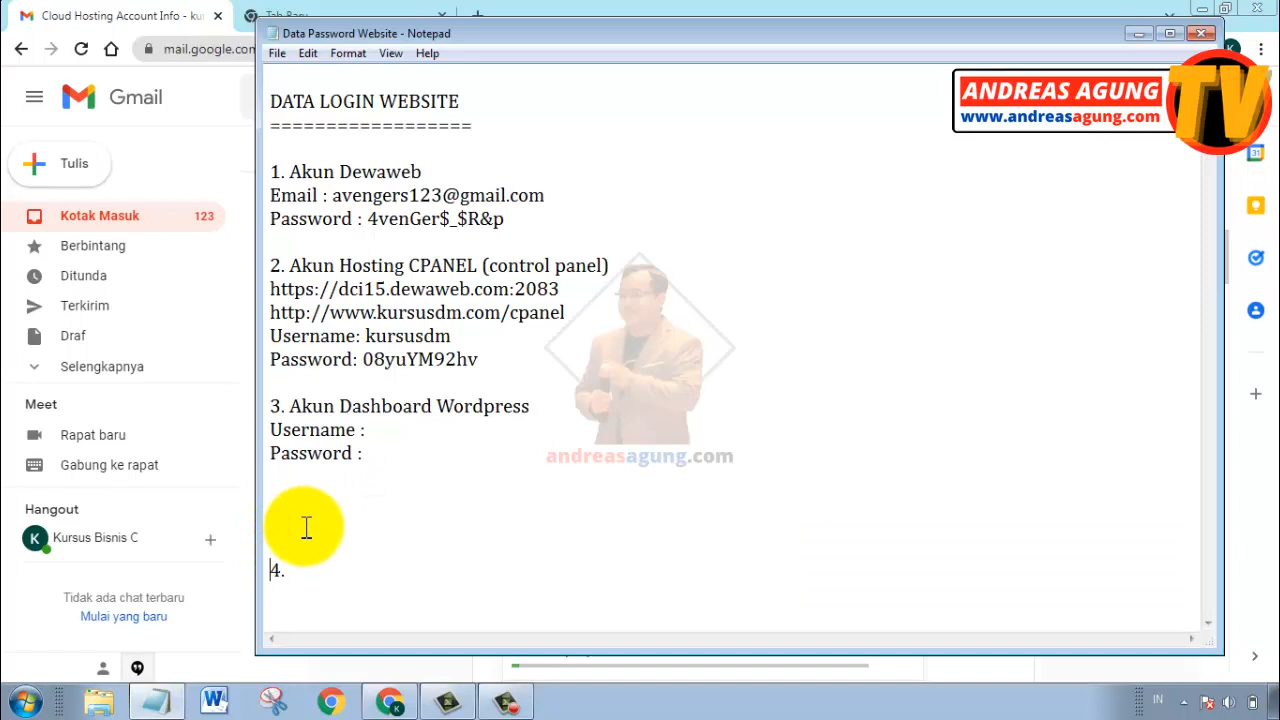 Cloud Hosting Account Info - kur
Tab Baru
mail.google.com
Data Password Website - Notepad
File Edit Format View Help
ANDREAS AGUNG
www.andreasagung.com
TV
Gmail
Tulis
Kotak Masuk 123
Berbintang
Ditunda
Terkirim
Draf
Selengkapnya
Meet
Rapat baru
Gabung ke rapat
Hangout
K Kursus Bisnis C
Tidak ada chat terbaru
Mulai yang baru
DATA LOGIN WEBSITE
==================
1. Akun Dewaweb
Email : avengers123@gmail.com
Password : 4venGer$_$R&p
2. Akun Hosting CPANEL (control panel)
https://dci15.dewaweb.com:2083
http://www.kursusdm.com/cpanel
Username: kursusdm
Password: 08yuYM92hv
3. Akun Dashboard Wordpress
Username :
Password :
4.
andreasagung.com
31
K
IN